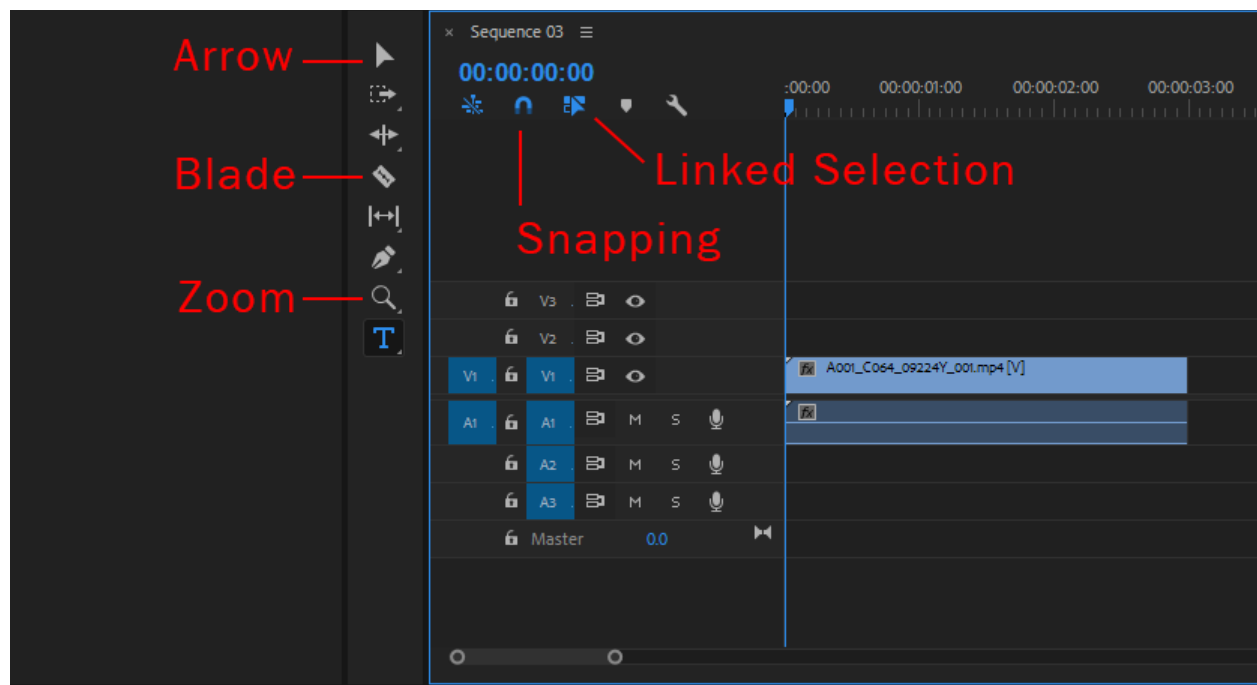 Arrow
Blade
Zoom
T
× Sequence 03
00:00:00:00
:00:00 00:00:01:00 00:00:02:00 00:00:03:00
Linked Selection
Snapping
V3
V2
V1 V1 fx A001_C064_09224Y_001.mp4 [V]
A1 A1 M S fx
A2 M S
A3 M S
Master 0.0